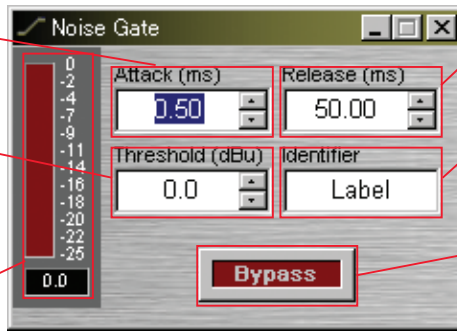 Noise Gate
0
-2
-4
-7
-9
-11
-14
-16
-18
-20
-22
-25
0.0
Attack (ms)
0.50
Release (ms)
50.00
Threshold (dBu)
0.0
Identifier
Label
Bypass